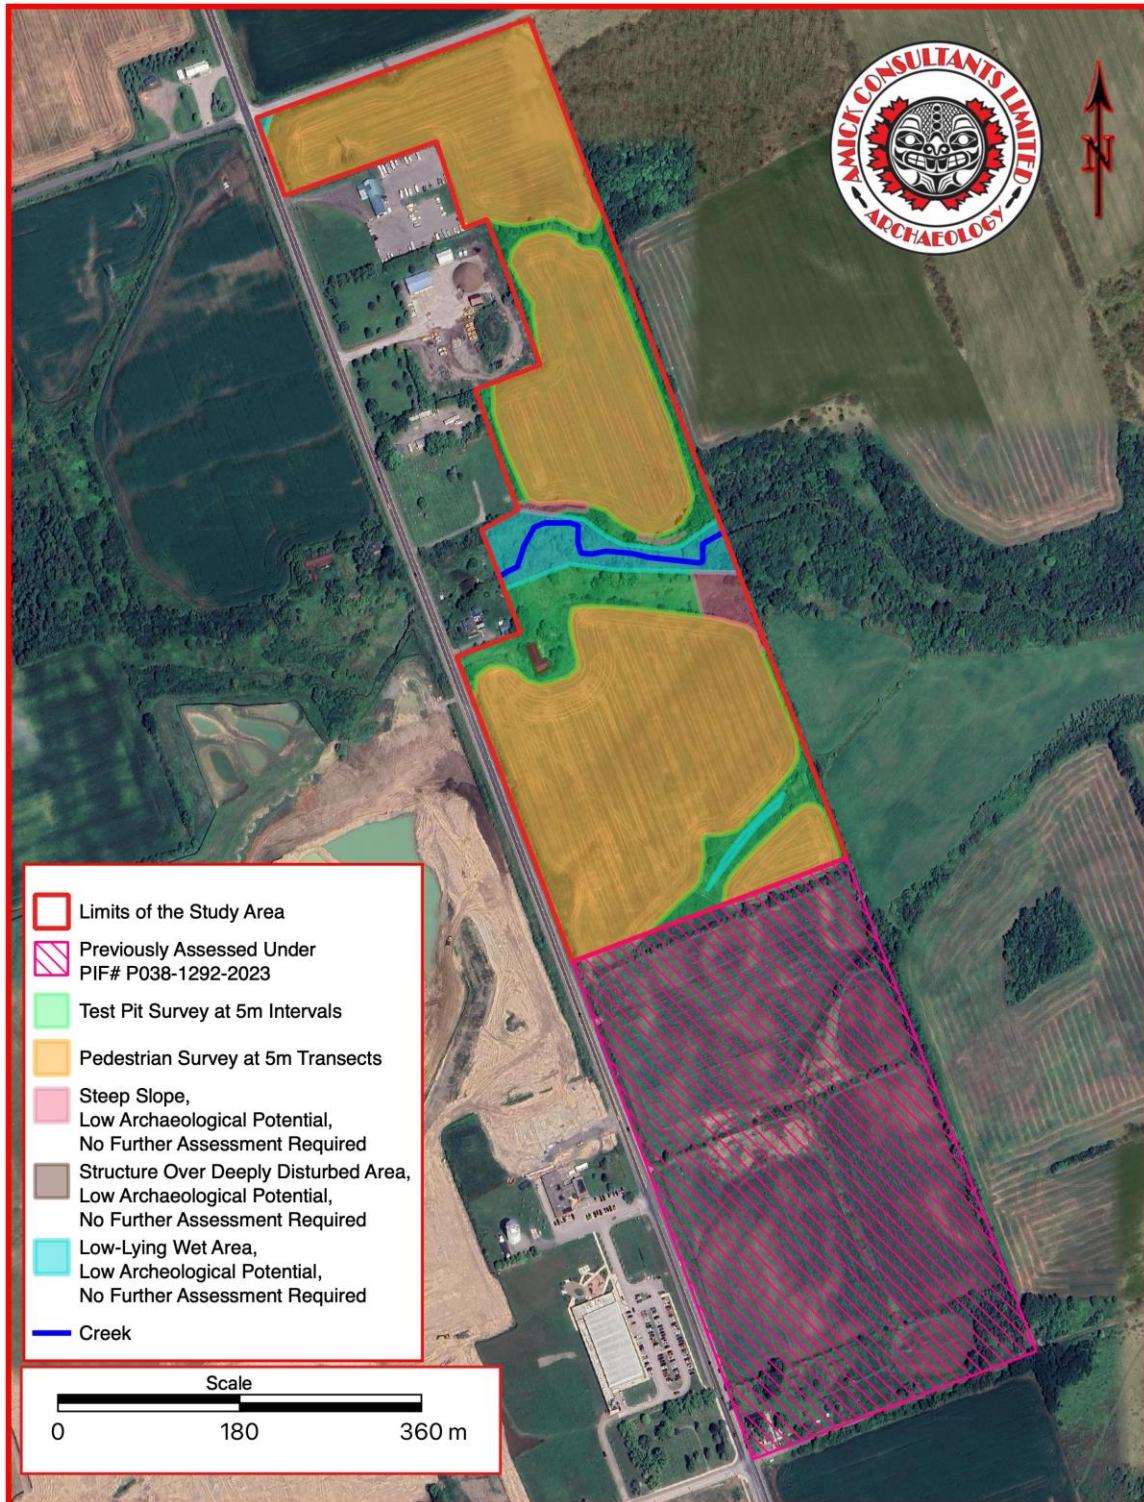 AMICK CONSULTANTS LIMITED
ARCHAEOLOGY
N
Limits of the Study Area
Previously Assessed Under
PIF# P038-1292-2023
Test Pit Survey at 5m Intervals
Pedestrian Survey at 5m Transects
Steep Slope,
Low Archaeological Potential,
No Further Assessment Required
Structure Over Deeply Disturbed Area,
Low Archaeological Potential,
No Further Assessment Required
Low-Lying Wet Area,
Low Archeological Potential,
No Further Assessment Required
Creek
Scale
0 180 360 m